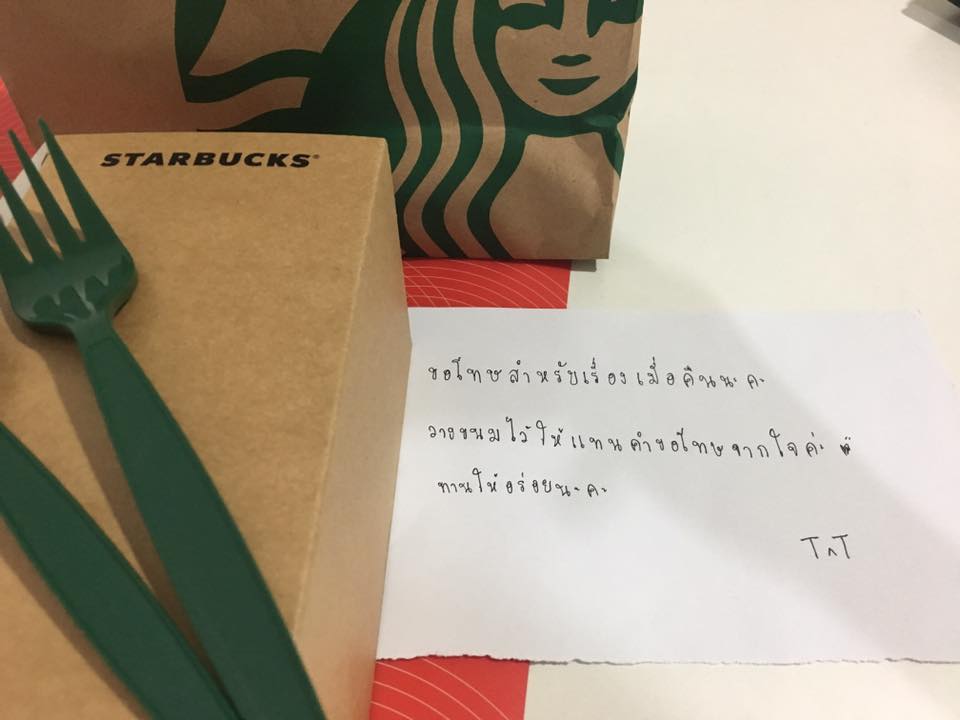 STARBUCKS
ขอโทษสำหรับเรื่องเมื่อคืนนะคะ
วางขนมไว้ให้แทนคำขอโทษจากใจค่ะ
ทานให้อร่อยนะคะ
T^T